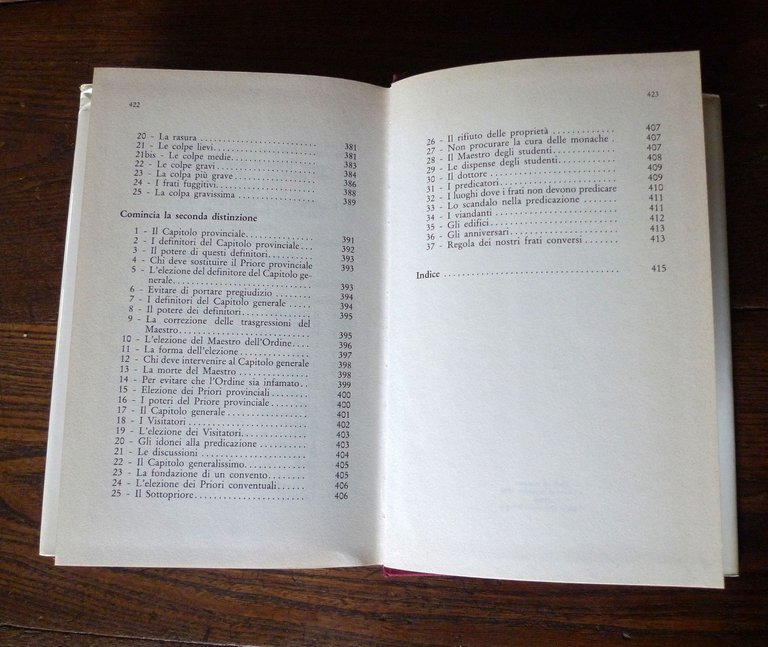 422
20 - La rasura . . . . . . . . . . . . . . . . . . 381
21 - Le colpe lievi . . . . . . . . . . . . . . . . 381
21bis - Le colpe medie . . . . . . . . . . . . . . 383
22 - Le colpe gravi . . . . . . . . . . . . . . . . 384
23 - La colpa più grave . . . . . . . . . . . . . . 386
24 - I frati fuggitivi . . . . . . . . . . . . . . . 388
25 - La colpa gravissima . . . . . . . . . . . . . . 389
Comincia la seconda distinzione
1 - Il Capitolo provinciale . . . . . . . . . . . . 391
2 - I definitori del Capitolo provinciale . . . . . 392
3 - Il potere di questi definitori . . . . . . . . . 393
4 - Chi deve sostituire il Priore provinciale 393
5 - L'elezione del definitore del Capitolo ge-
nerale . . . . . . . . . . . . . . . . . . . . . 393
6 - Evitare di portare pregiudizio . . . . . . . . . 394
7 - I definitori del Capitolo generale . . . . . . . 394
8 - Il potere dei definitori . . . . . . . . . . . . 395
9 - La correzione delle trasgressioni del
Maestro . . . . . . . . . . . . . . . . . . . . 395
10 - L'elezione del Maestro dell'Ordine . . . . . . 396
11 - La forma dell'elezione . . . . . . . . . . . . 397
12 - Chi deve intervenire al Capitolo generale 398
13 - La morte del Maestro . . . . . . . . . . . . . 398
14 - Per evitare che l'Ordine sia infamato . . 399
15 - Elezione dei Priori provinciali . . . . . . . . 400
16 - I poteri del Priore provinciale . . . . . . . . 400
17 - Il Capitolo generale . . . . . . . . . . . . . 401
18 - I Visitatori . . . . . . . . . . . . . . . . . 402
19 - L'elezione dei Visitatori . . . . . . . . . . . 403
20 - Gli idonei alla predicazione . . . . . . . . . 403
21 - Le discussioni . . . . . . . . . . . . . . . . 404
22 - Il Capitolo generalissimo . . . . . . . . . . . 405
23 - La fondazione di un convento . . . . . . . . . 405
24 - L'elezione dei Priori conventuali . . . . . . . 406
25 - Il Sottopriore . . . . . . . . . . . . . . . . 406
423
26 - Il rifiuto delle proprietà . . . . . . . . . . 407
27 - Non procurare la cura delle monache . 407
28 - Il Maestro degli studenti . . . . . . . . . . . 407
29 - Le dispense degli studenti . . . . . . . . . . 408
30 - Il dottore . . . . . . . . . . . . . . . . . . 409
31 - I predicatori . . . . . . . . . . . . . . . . . 409
32 - I luoghi dove i frati non devono predicare 410
33 - Lo scandalo nella predicazione . . . . . . . . 411
34 - I viandanti . . . . . . . . . . . . . . . . . . 411
35 - Gli edifici . . . . . . . . . . . . . . . . . . 412
36 - Gli anniversari . . . . . . . . . . . . . . . . 413
37 - Regola dei nostri frati conversi . . . . . . . 413
Indice . . . . . . . . . . . . . . . . . . . . . . 415